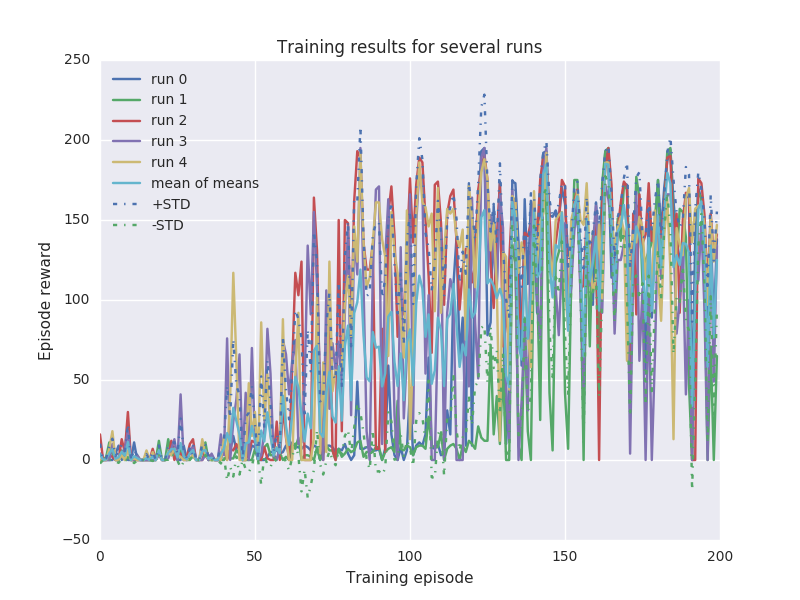 Training results for several runs
250
200
150
100
50
0
−50
run 0
run 1
run 2
run 3
run 4
mean of means
+STD
-STD
Episode reward
0 50 100 150 200
Training episode